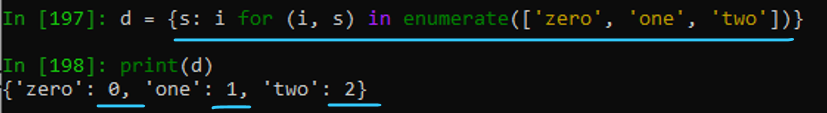 In [197]: d = {s: i for (i, s) in enumerate(['zero', 'one', 'two'])}
In [198]: print(d)
{'zero': 0, 'one': 1, 'two': 2}